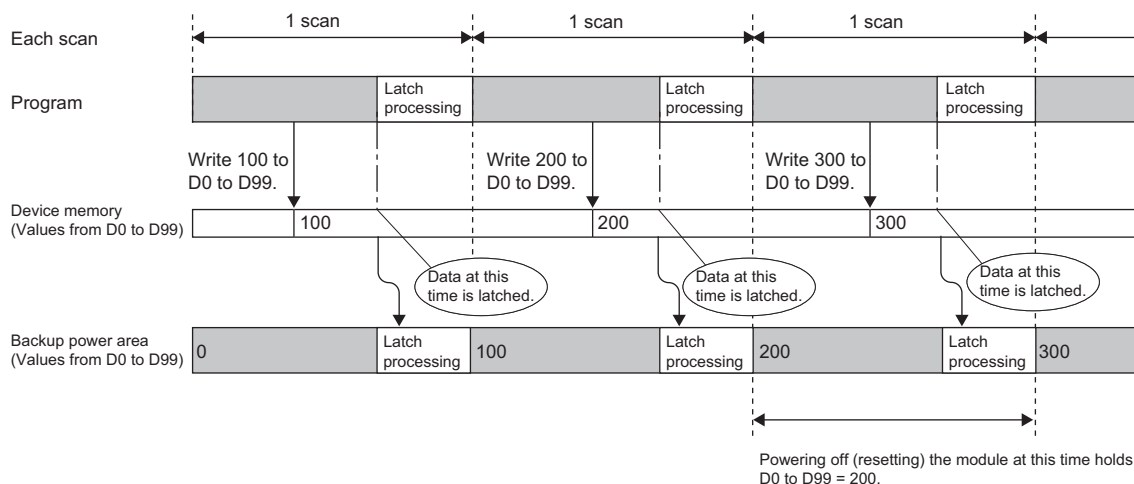 1 scan
1 scan
1 scan
Each scan
Program
Latch
processing
Latch
processing
Latch
processing
Write 100 to
D0 to D99.
Write 200 to
D0 to D99.
Write 300 to
D0 to D99.
Device memory
(Values from D0 to D99)
100
200
300
Data at this
time is latched.
Data at this
time is latched.
Data at this
time is latched.
Backup power area
(Values from D0 to D99)
0
Latch
processing
100
Latch
processing
200
Latch
processing
300
Powering off (resetting) the module at this time holds
D0 to D99 = 200.